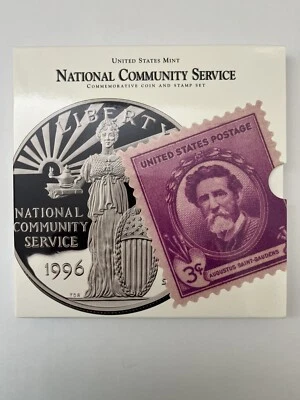 UNITED STATES MINT
NATIONAL COMMUNITY SERVICE
COMMEMORATIVE COIN AND STAMP SET
LIBERTY
NATIONAL
COMMUNITY
SERVICE
1996
S
UNITED STATES POSTAGE
3¢
AUGUSTUS SAINT-GAUDENS